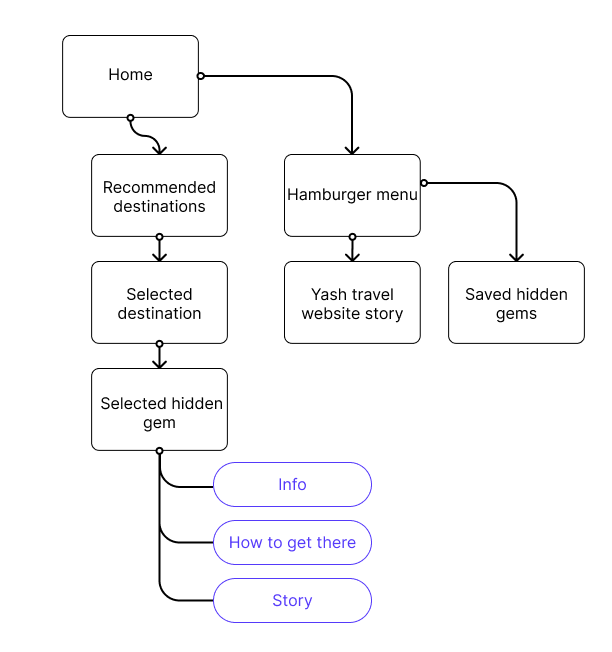 Home
Recommended
destinations
Hamburger menu
Selected
destination
Yash travel
website story
Saved hidden
gems
Selected hidden
gem
Info
How to get there
Story